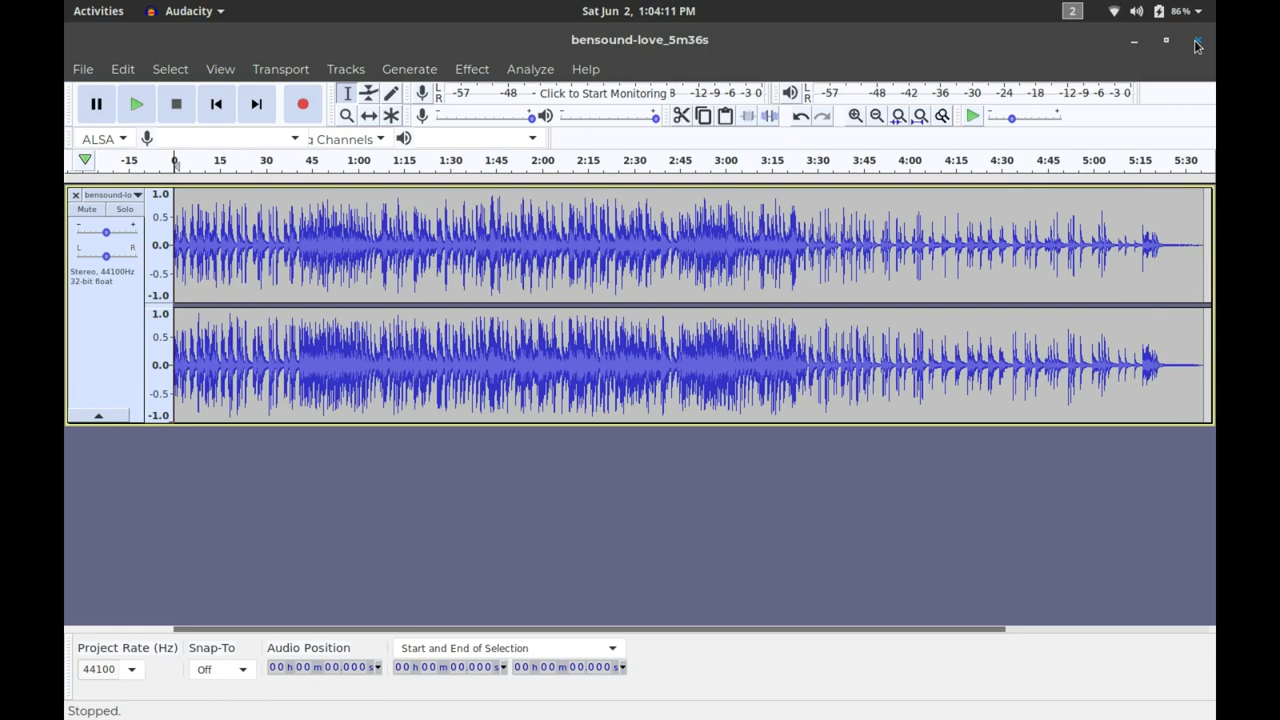 Activities Audacity Sat Jun 2, 1:04:11 PM 2 86 %
bensound-love_5m36s
File Edit Select View Transport Tracks Generate Effect Analyze Help
L R -57 -48 Click to Start Monitoring 3 -12 -9 -6 -3 0 L R -57 -48 -42 -36 -30 -24 -18 -12 -9 -6 -3 0
- + - + - +
ALSA g Channels
-15 0 15 30 45 1:00 1:15 1:30 1:45 2:00 2:15 2:30 2:45 3:00 3:15 3:30 3:45 4:00 4:15 4:30 4:45 5:00 5:15 5:30
bensound-lo
Mute Solo
- +
L R
Stereo, 44100Hz
32-bit float
1.0
0.5
0.0
-0.5
-1.0
1.0
0.5
0.0
-0.5
-1.0
Project Rate (Hz) Snap-To Audio Position Start and End of Selection
44100 Off 00 h 00 m 00.000 s 00 h 00 m 00.000 s 00 h 00 m 00.000 s
Stopped.